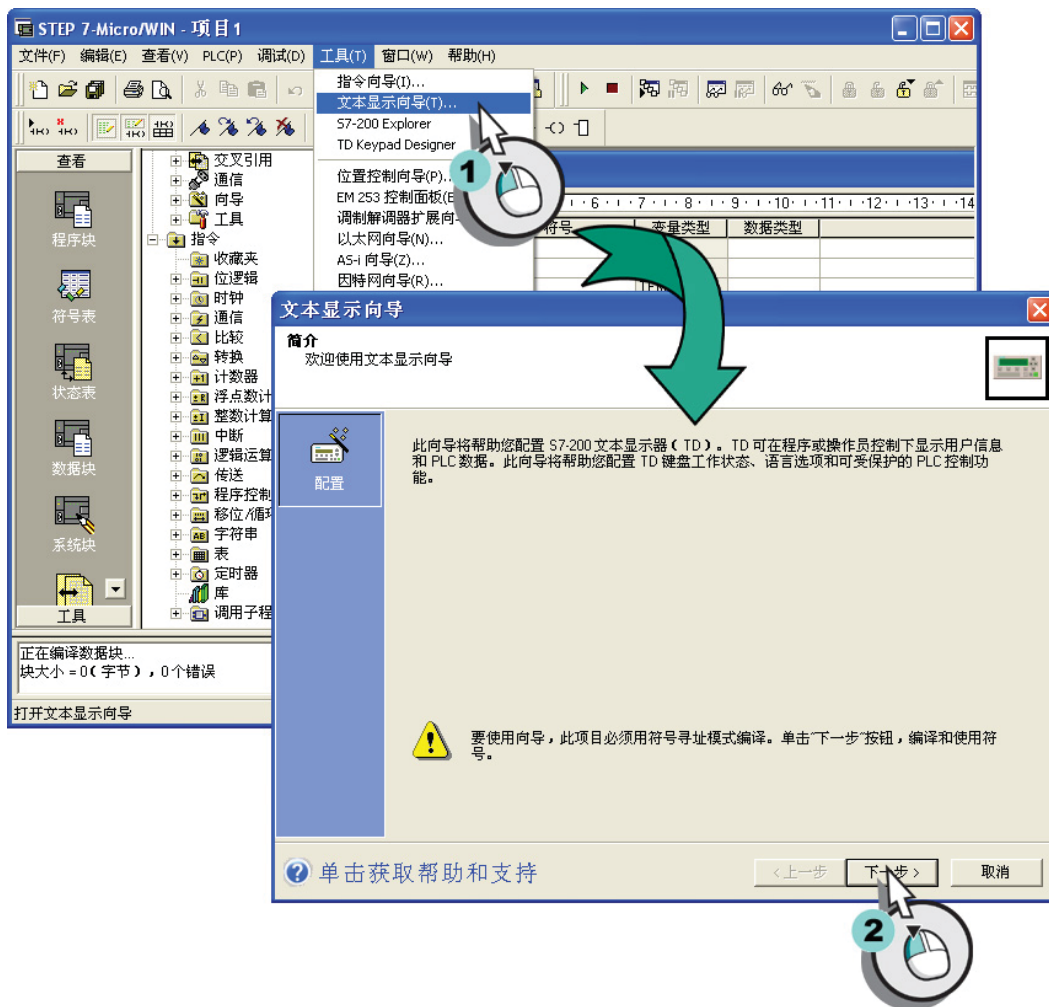 STEP 7-Micro/WIN - 项目1
文件(F) 编辑(E) 查看(V) PLC(P) 调试(D) 工具(T) 窗口(W) 帮助(H)
指令向导(I)...
文本显示向导(T)...
S7-200 Explorer
TD Keypad Designer
位置控制向导(P)...
EM 253 控制面板(E
调制解调器扩展向
以太网向导(N)...
AS-i 向导(Z)...
因特网向导(R)...
1
查看
程序块
符号表
状态表
数据块
系统块
工具
交叉引用
通信
向导
工具
指令
收藏夹
位逻辑
时钟
通信
比较
转换
计数器
浮点数计
整数计算
中断
逻辑运算
传送
程序控制
移位/循环
字符串
表
定时器
库
调用子程
6 7 8 9 10 11 12 13 14
符号 变量类型 数据类型
正在编译数据块...
块大小 = 0(字节),0个错误
打开文本显示向导
文本显示向导
简介
欢迎使用文本显示向导
配置
此向导将帮助您配置 S7-200 文本显示器(TD)。TD 可在程序或操作员控制下显示用户信息
和 PLC 数据。此向导将帮助您配置 TD 键盘工作状态、语言选项和可受保护的 PLC 控制功
能。
要使用向导,此项目必须用符号寻址模式编译。单击"下一步"按钮,编译和使用符
号。
单击获取帮助和支持
<上一步 下一步> 取消
2